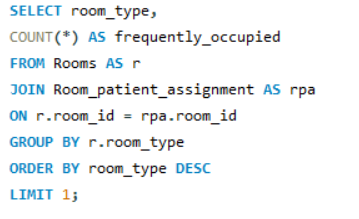 SELECT room_type,
COUNT(*) AS frequently_occupied
FROM Rooms AS r
JOIN Room_patient_assignment AS rpa
ON r.room_id = rpa.room_id
GROUP BY r.room_type
ORDER BY room_type DESC
LIMIT 1;